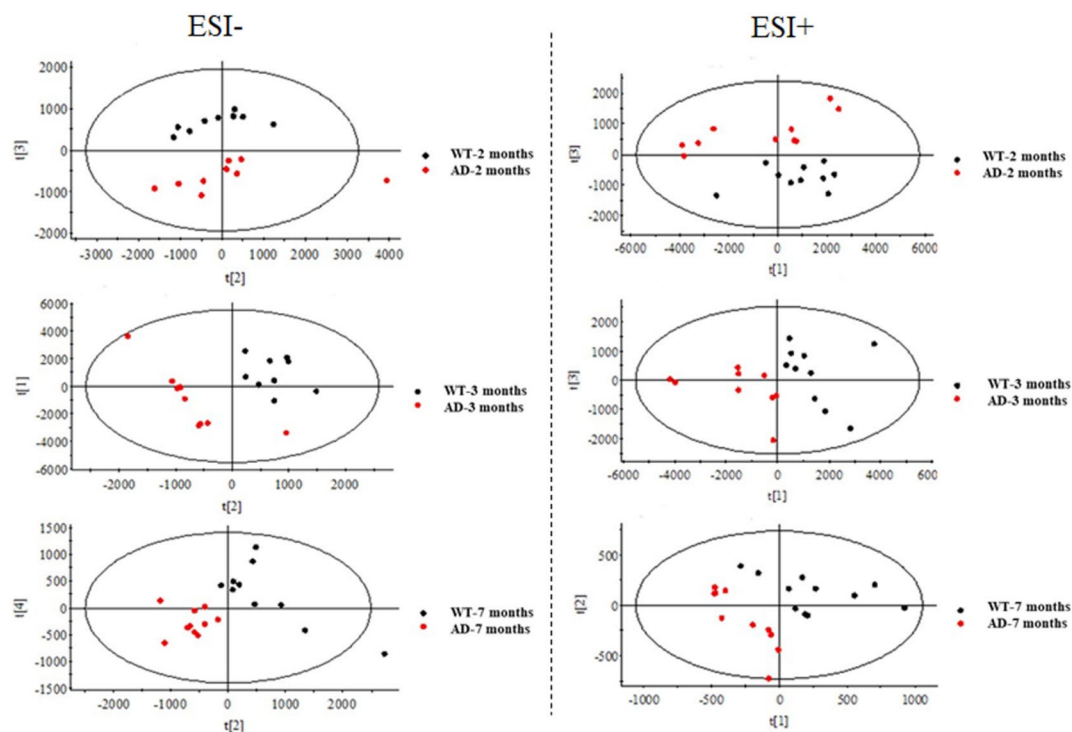 ESI-
ESI+
2000
1000
0
-1000
-2000
t[3]
-3000 -2000 -1000 0 1000 2000 3000 4000
t[2]
WT-2 months
AD-2 months
2000
1000
0
-1000
-2000
t[3]
-6000 -4000 -2000 0 2000 4000 6000
t[1]
WT-2 months
AD-2 months
6000
4000
2000
0
-2000
-4000
-6000
t[1]
-2000 -1000 0 1000 2000
t[2]
WT-3 months
AD-3 months
2000
1000
0
-1000
-2000
t[3]
-6000 -4000 -2000 0 2000 4000 6000
t[1]
WT-3 months
AD-3 months
1500
1000
500
0
-500
-1000
-1500
t[4]
-2000 -1000 0 1000 2000
t[2]
WT-7 months
AD-7 months
500
0
-500
t[2]
-1000 -500 0 500 1000
t[1]
WT-7 months
AD-7 months